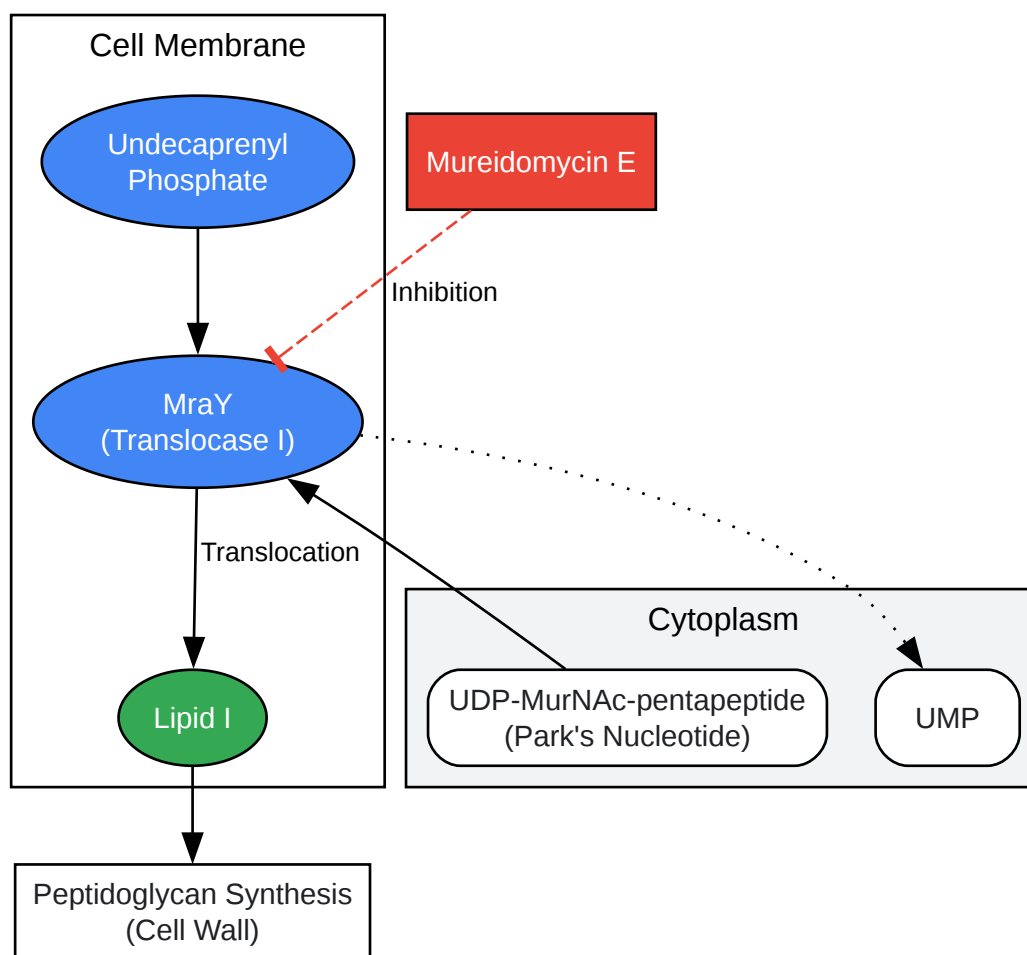 Cell Membrane
Undecaprenyl
Phosphate
Mureidomycin E
Inhibition
MraY
(Translocase I)
Translocation
Cytoplasm
Lipid I
UDP-MurNAc-pentapeptide
(Park's Nucleotide)
UMP
Peptidoglycan Synthesis
(Cell Wall)